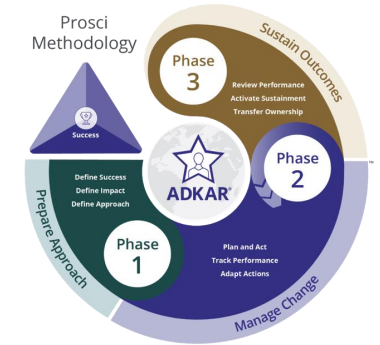 Prosci
Methodology
Success
Phase
3
Sustain Outcomes
Review Performance
Activate Sustainment
Transfer Ownership
ADKAR®
Phase
2
Define Success
Define Impact
Define Approach
Phase
1
Prepare Approach
Plan and Act
Track Performance
Adapt Actions
Manage Change
™